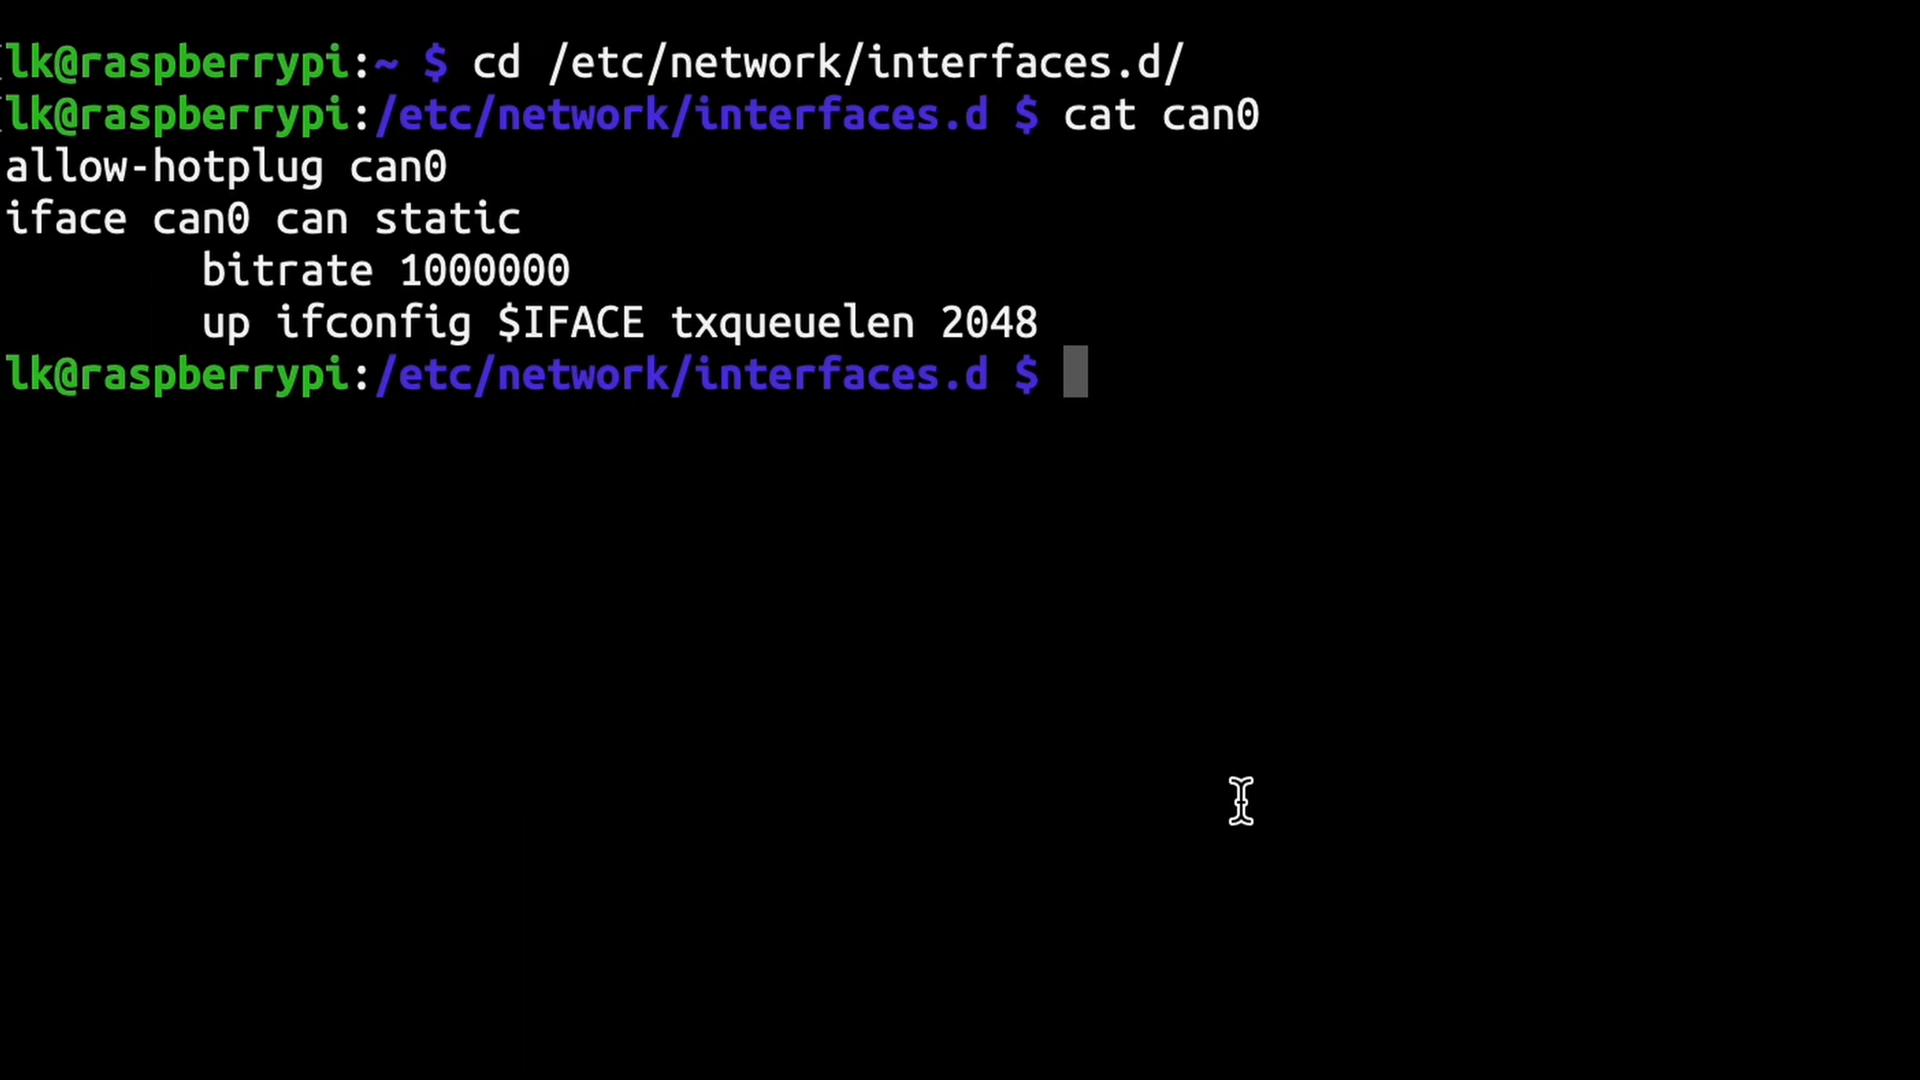 lk@raspberrypi:~ $ cd /etc/network/interfaces.d/
lk@raspberrypi:/etc/network/interfaces.d $ cat can0
allow-hotplug can0
iface can0 can static
        bitrate 1000000
        up ifconfig $IFACE txqueuelen 2048
lk@raspberrypi:/etc/network/interfaces.d $